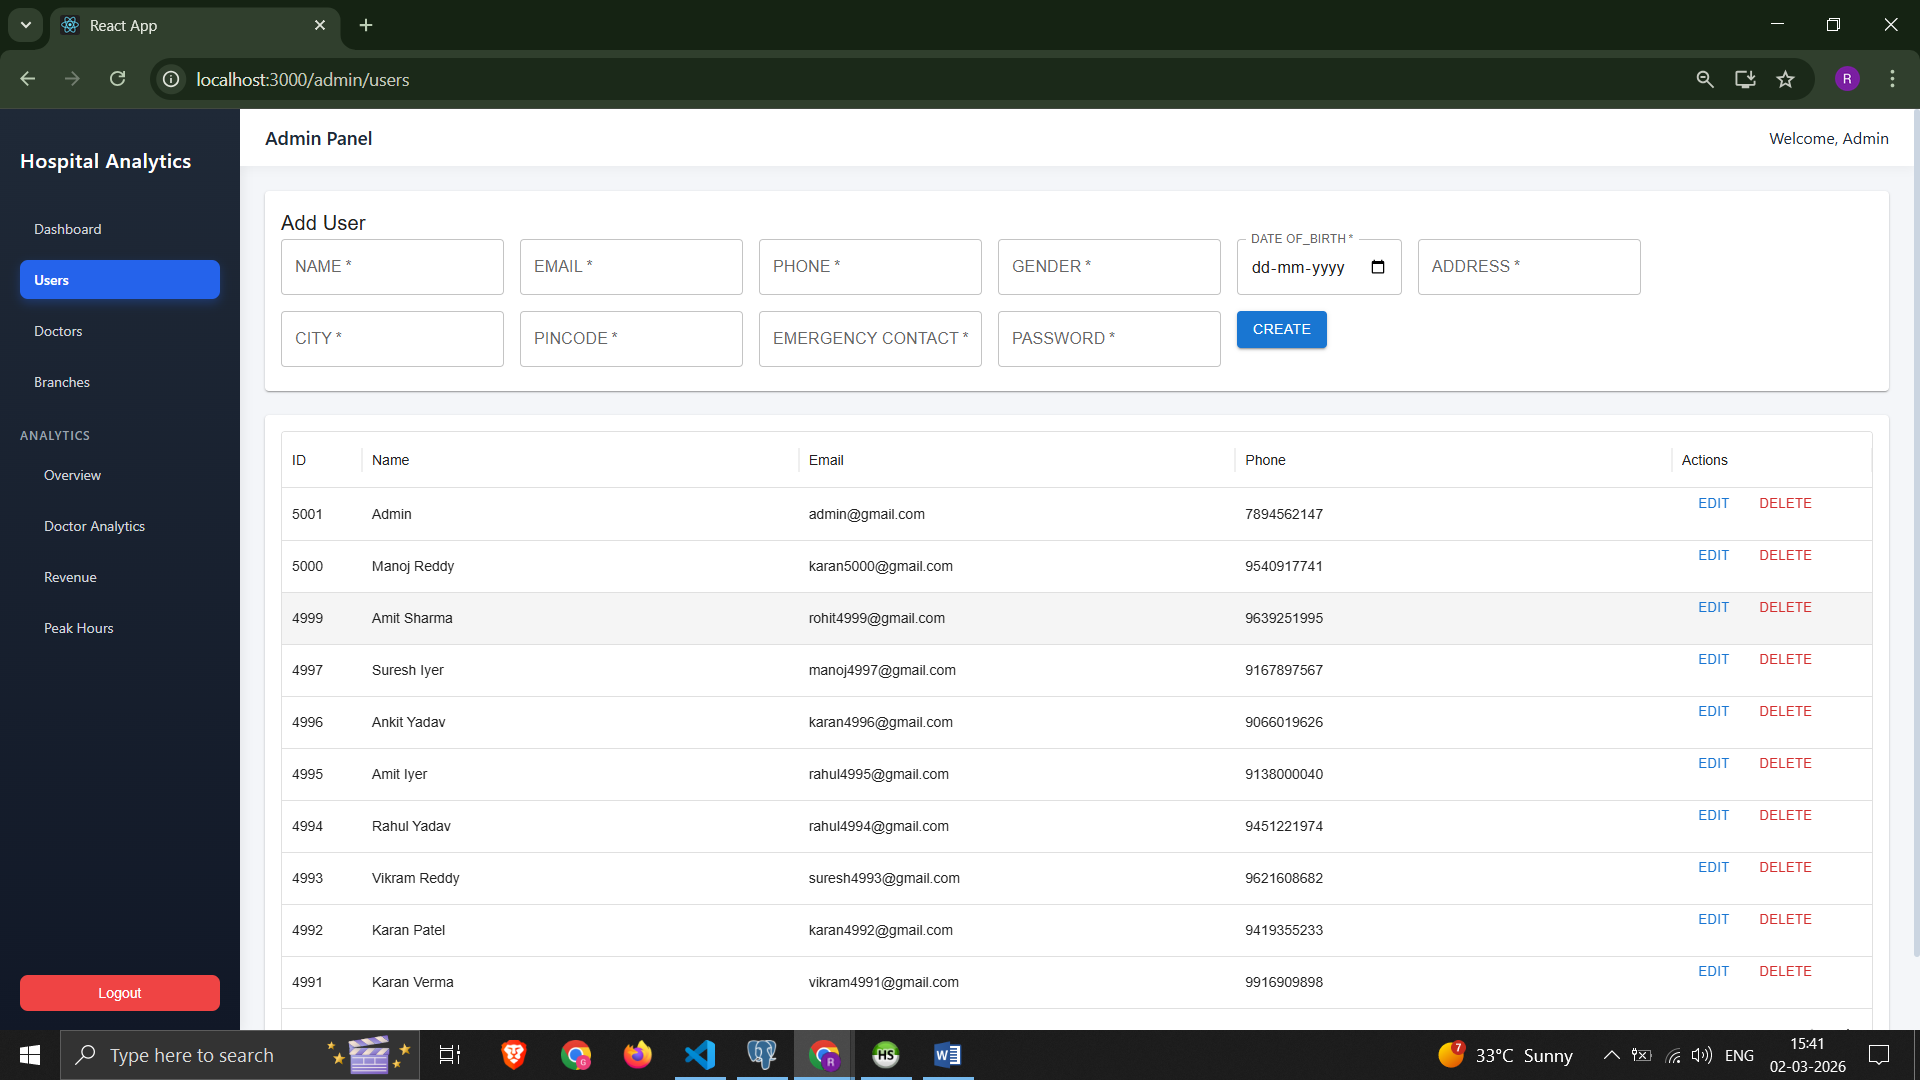 React App
localhost:3000/admin/users
R
Hospital Analytics
Dashboard
Users
Doctors
Branches
ANALYTICS
Overview
Doctor Analytics
Revenue
Peak Hours
Logout
Admin Panel
Welcome, Admin
Add User
NAME *
EMAIL *
PHONE *
GENDER *
DATE OF_BIRTH *
dd-mm-yyyy
ADDRESS *
CITY *
PINCODE *
EMERGENCY CONTACT *
PASSWORD *
CREATE
ID Name Email Phone Actions
5001 Admin admin@gmail.com 7894562147 EDIT DELETE
5000 Manoj Reddy karan5000@gmail.com 9540917741 EDIT DELETE
4999 Amit Sharma rohit4999@gmail.com 9639251995 EDIT DELETE
4997 Suresh Iyer manoj4997@gmail.com 9167897567 EDIT DELETE
4996 Ankit Yadav karan4996@gmail.com 9066019626 EDIT DELETE
4995 Amit Iyer rahul4995@gmail.com 9138000040 EDIT DELETE
4994 Rahul Yadav rahul4994@gmail.com 9451221974 EDIT DELETE
4993 Vikram Reddy suresh4993@gmail.com 9621608682 EDIT DELETE
4992 Karan Patel karan4992@gmail.com 9419355233 EDIT DELETE
4991 Karan Verma vikram4991@gmail.com 9916909898 EDIT DELETE
Type here to search
G
R
HS
W
7
33°C Sunny
ENG
15:41
02-03-2026